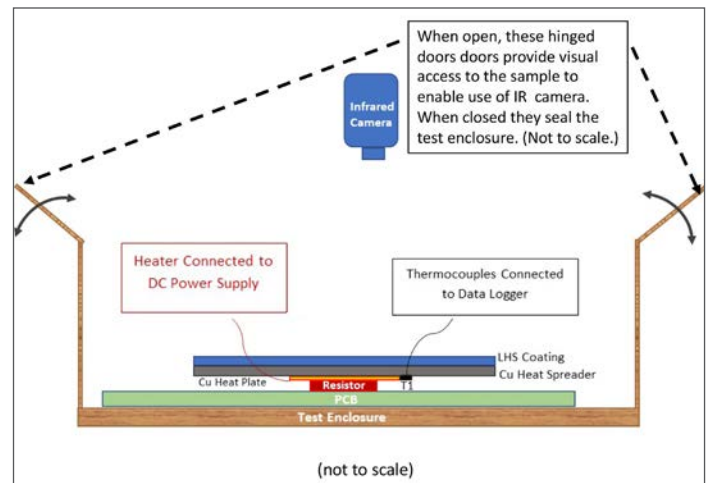 When open, these hinged
doors doors provide visual
access to the sample to
enable use of IR camera.
When closed they seal the
test enclosure. (Not to scale.)
Infrared
Camera
Heater Connected to
DC Power Supply
Thermocouples Connected
to Data Logger
LHS Coating
Cu Heat Spreader
Cu Heat Plate
Resistor
T1
PCB
Test Enclosure
(not to scale)